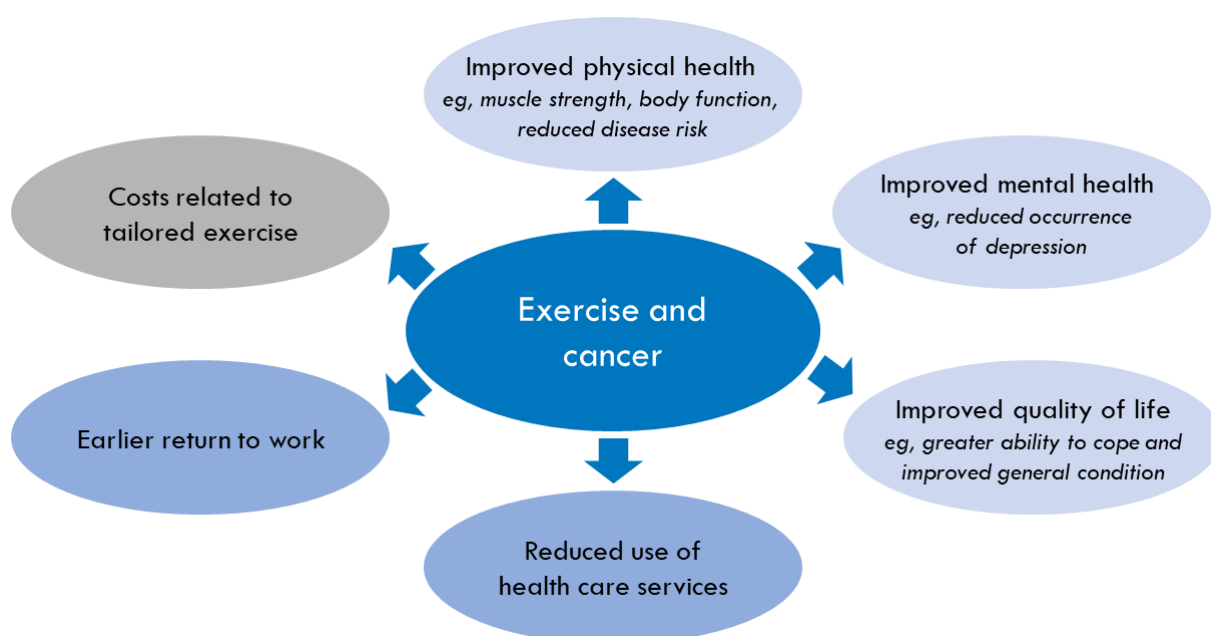 Improved physical health
eg, muscle strength, body function,
reduced disease risk
Costs related to
tailored exercise
Improved mental health
eg, reduced occurrence
of depression
Exercise and
cancer
Earlier return to work
Improved quality of life
eg, greater ability to cope and
improved general condition
Reduced use of
health care services